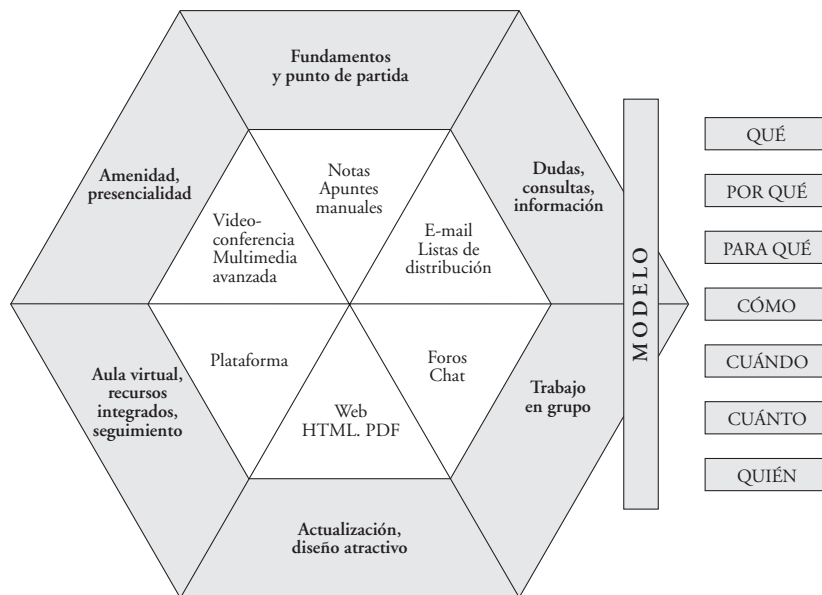 Fundamentos
y punto de partida
Amenidad,
presencialidad
Notas
Apuntes
manuales
Dudas,
consultas,
información
Video-
conferencia
Multimedia
avanzada
E-mail
Listas de
distribución
Plataforma
Foros
Chat
Aula virtual,
recursos
integrados,
seguimiento
Web
HTML. PDF
Trabajo
en grupo
Actualización,
diseño atractivo
MODELO
QUÉ
POR QUÉ
PARA QUÉ
CÓMO
CUÁNDO
CUÁNTO
QUIÉN